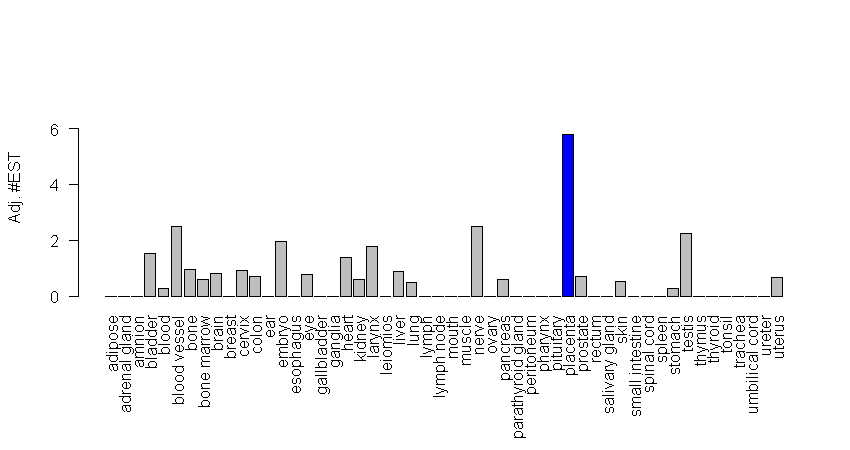 Adj. #EST
6
4
2
0
adipose
adrenal gland
amnion
bladder
blood
blood vessel
bone
bone marrow
brain
breast
cervix
colon
ear
embryo
esophagus
eye
gallbladder
ganglia
heart
kidney
larynx
leiomios
liver
lung
lymph
lymph node
mouth
muscle
nerve
ovary
pancreas
parathyroid gland
peritoneum
pharynx
pituitary
placenta
prostate
rectum
salivary gland
skin
small intestine
spinal cord
spleen
stomach
testis
thymus
thyroid
tonsil
trachea
umbilical cord
ureter
uterus